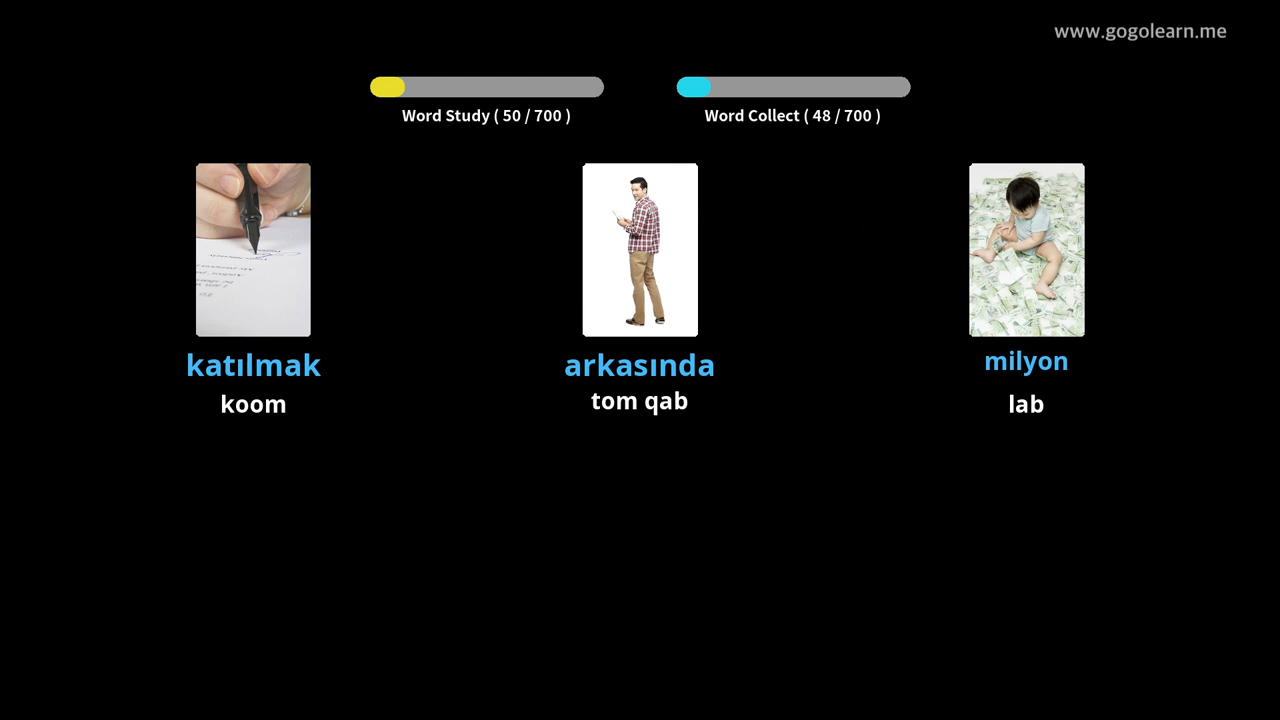 www.gogolearn.me
Word Study ( 50 / 700 )
Word Collect ( 48 / 700 )
katılmak
koom
arkasında
tom qab
milyon
lab